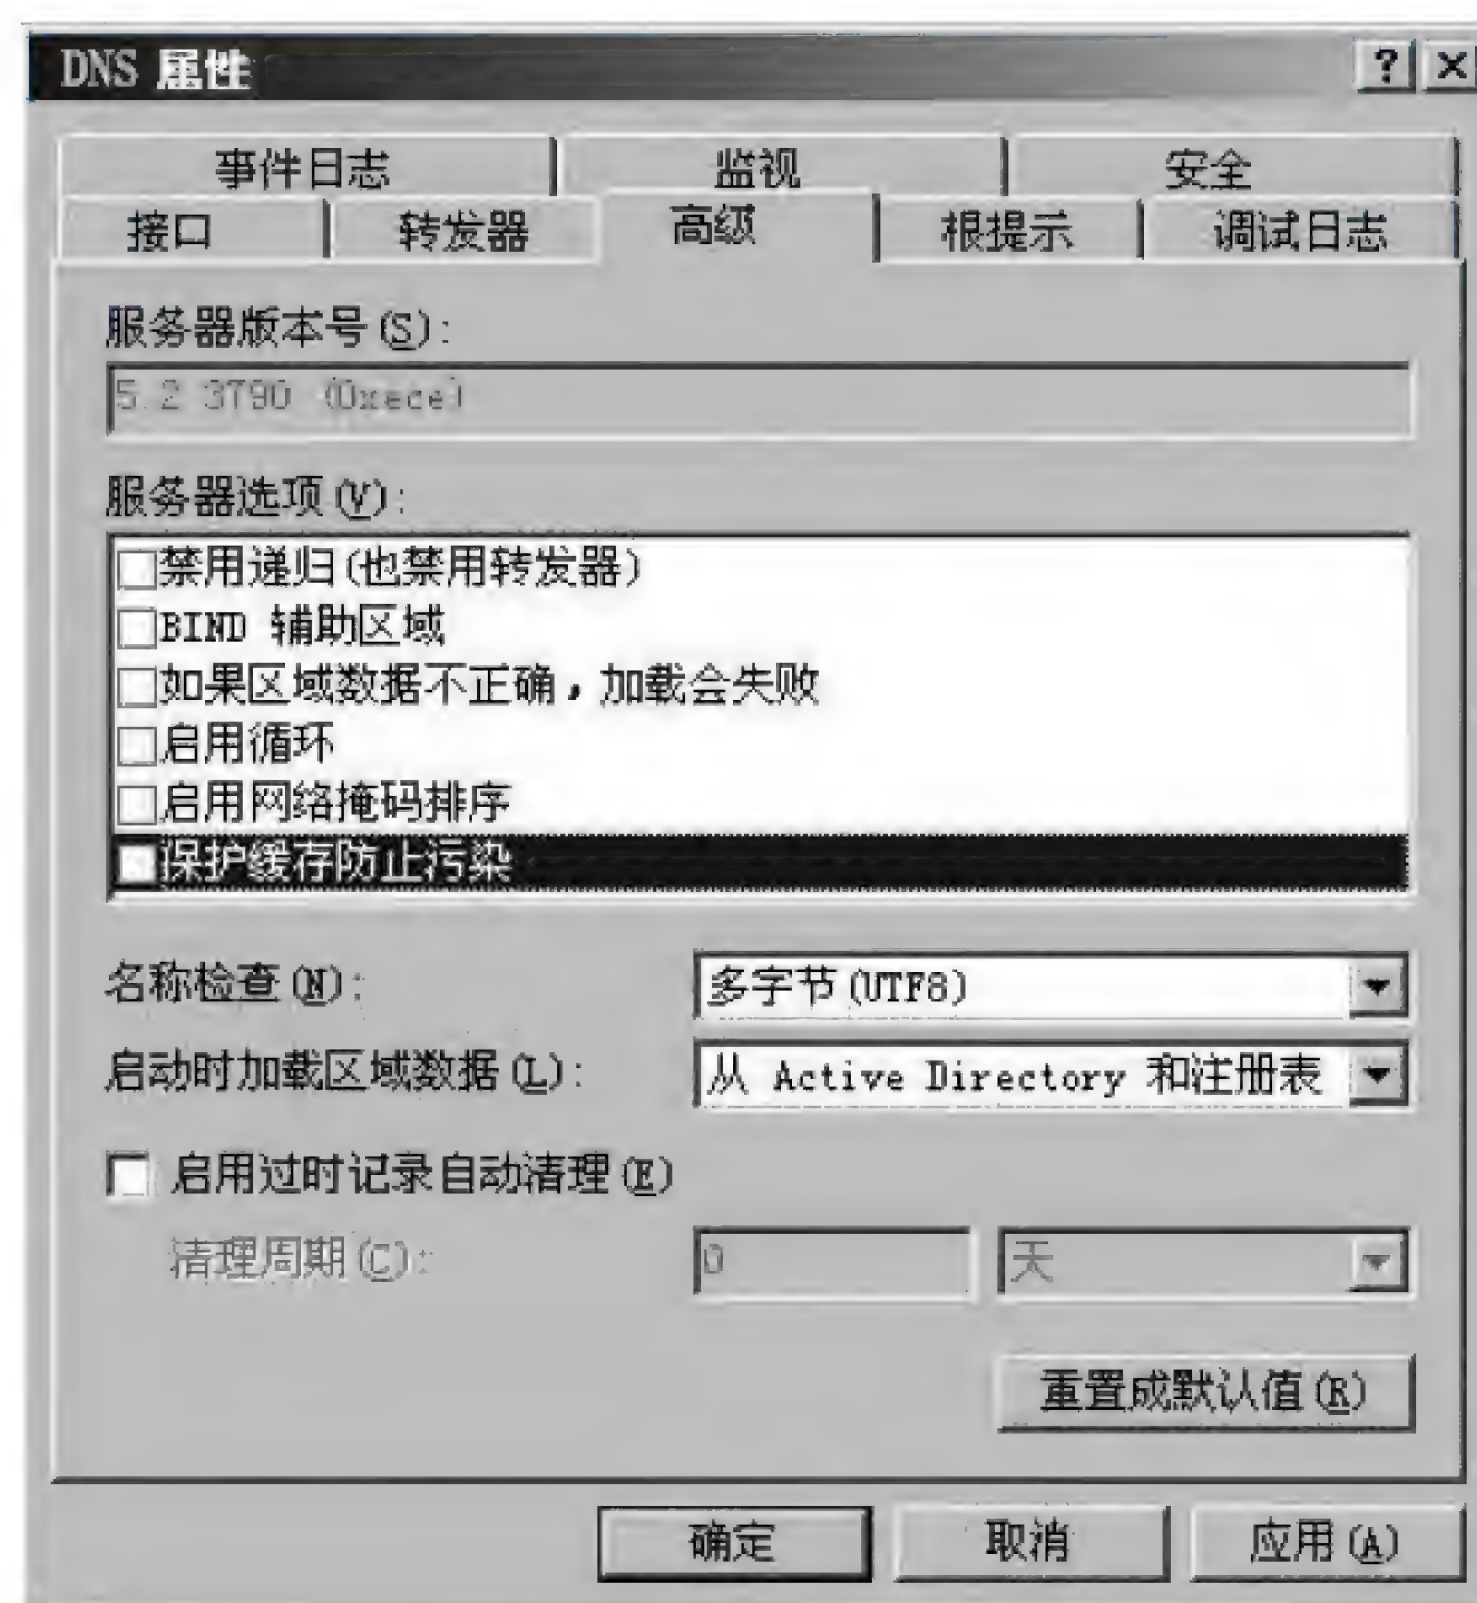 DNS 属性
事件日志 监视 安全
接口 转发器 高级 根提示 调试日志
服务器版本号(S):
5.2 3790 (0xece)
服务器选项(V):
禁用递归(也禁用转发器)
BIND 辅助区域
如果区域数据不正确，加载会失败
启用循环
启用网络掩码排序
保护缓存防止污染
名称检查(N): 多字节(UTF8)
启动时加载区域数据(L): 从 Active Directory 和注册表
启用过时记录自动清理(E)
清理周期(C): 0 天
重置成默认值(R)
确定 取消 应用(A)